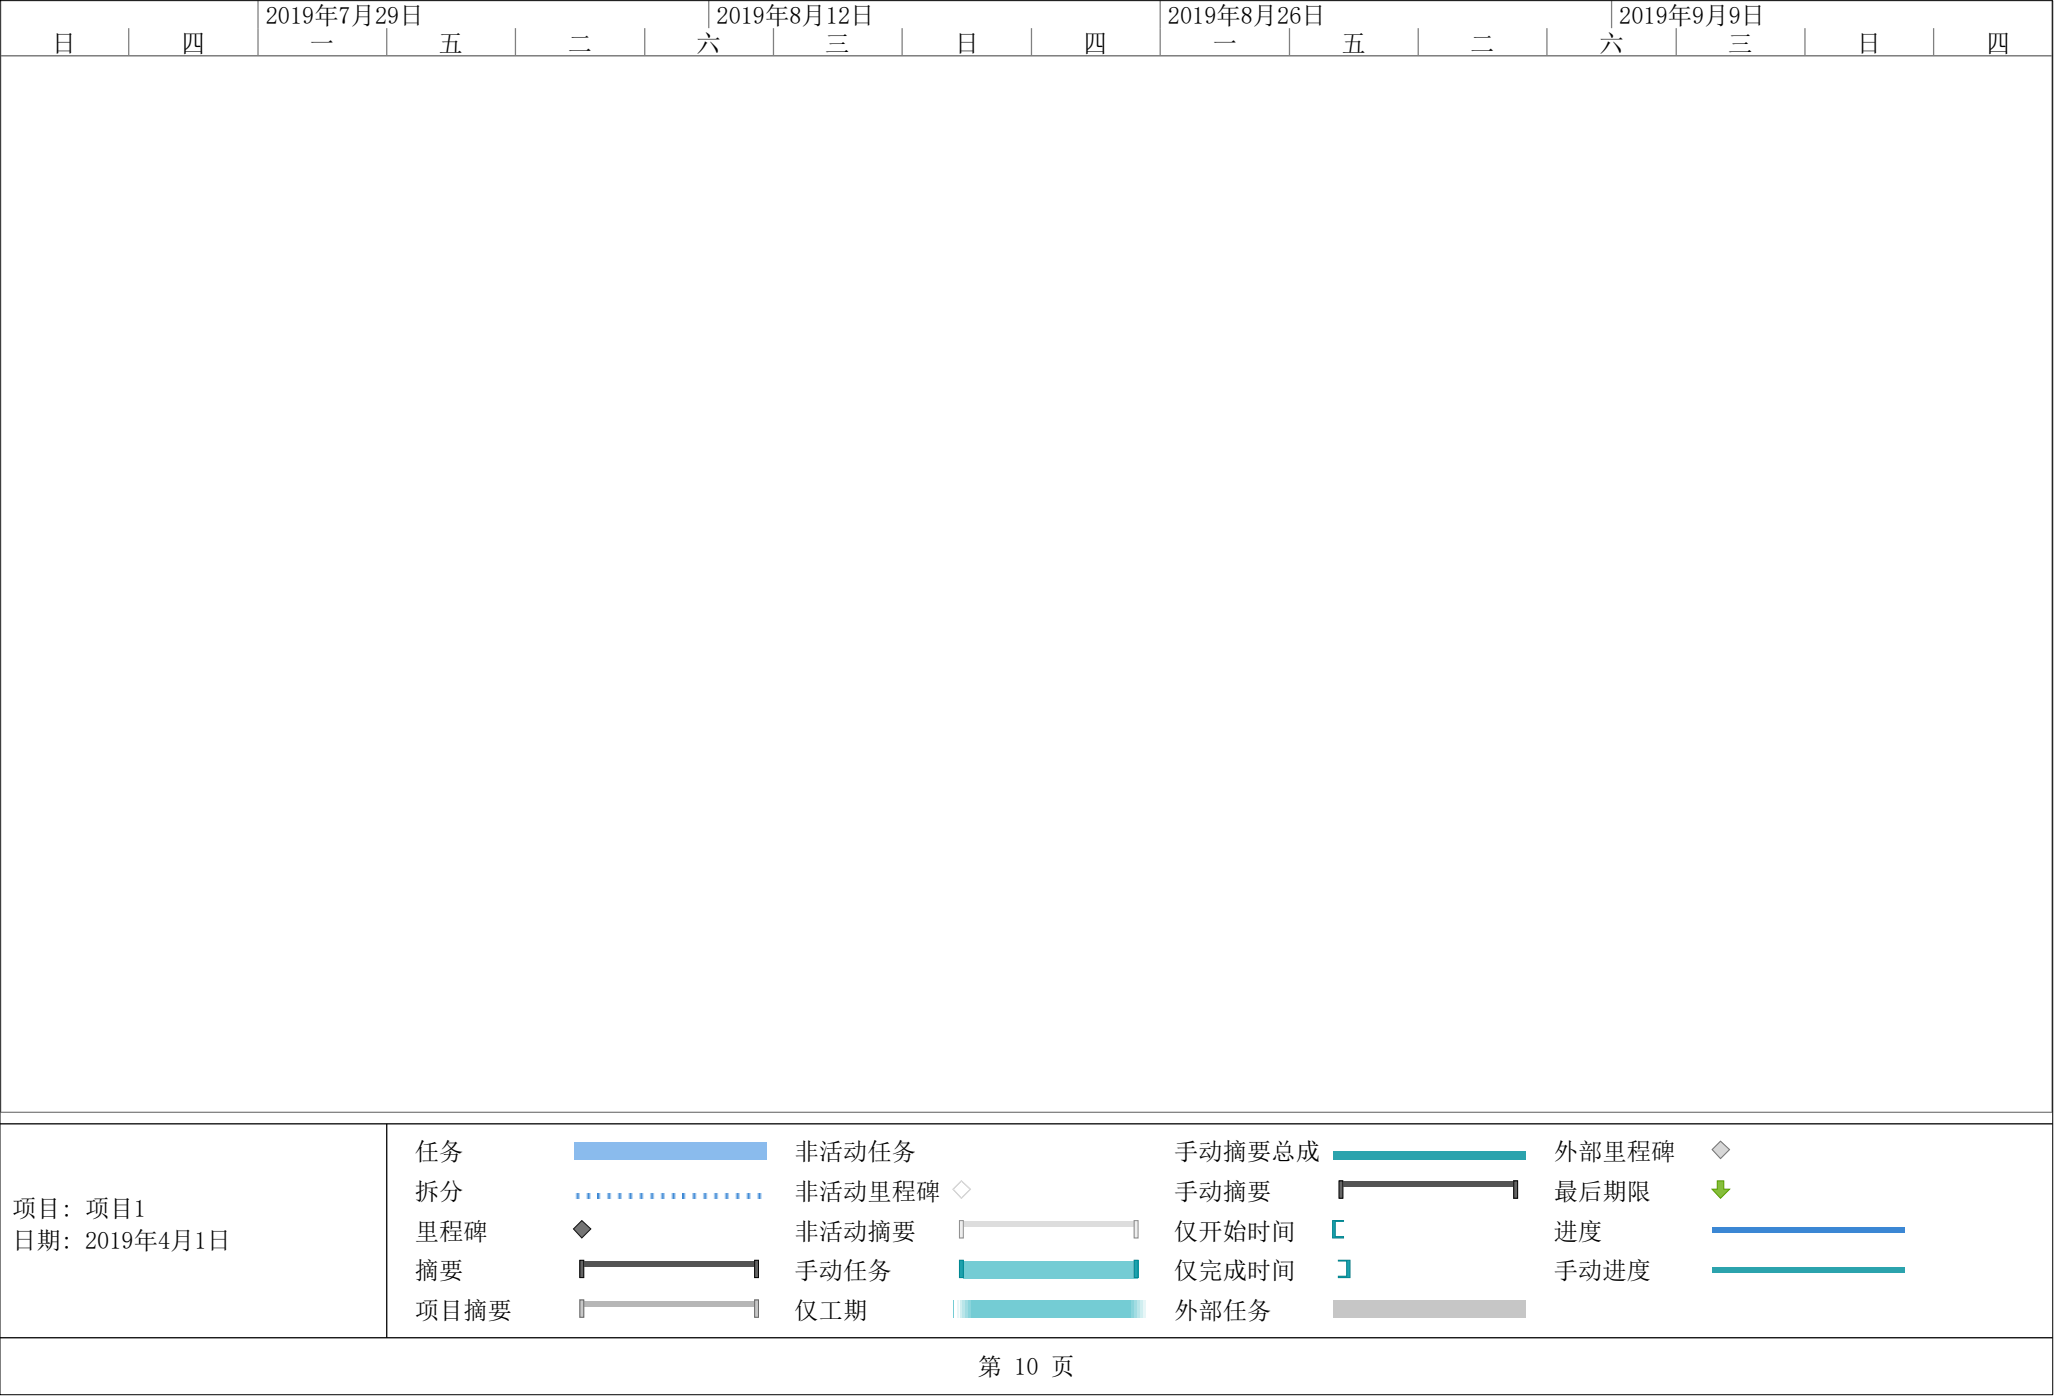 2019年7月29日 2019年8月12日 2019年8月26日 2019年9月9日
日 四 一 五 二 六 三 日 四 一 五 二 六 三 日 四
项目: 项目1
日期: 2019年4月1日
任务 非活动任务 手动摘要总成 外部里程碑
拆分 非活动里程碑 手动摘要 最后期限
里程碑 非活动摘要 仅开始时间 进度
摘要 手动任务 仅完成时间 手动进度
项目摘要 仅工期 外部任务
第 10 页